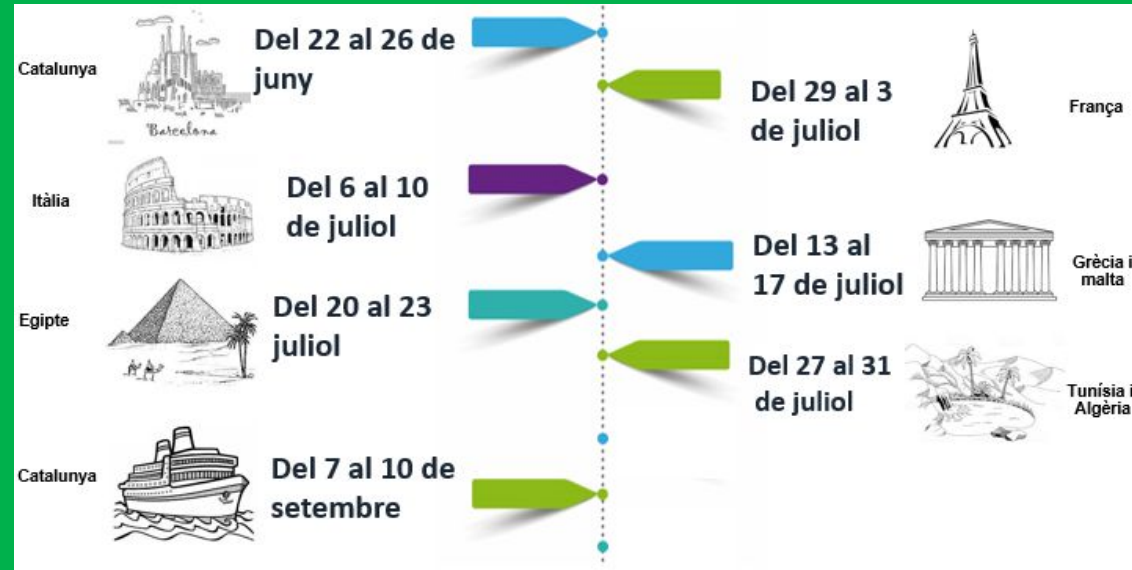 Catalunya
Barcelona
Del 22 al 26 de
juny
Del 29 al 3
de juliol
França
Itàlia
Del 6 al 10
de juliol
Del 13 al
17 de juliol
Grècia i
malta
Egipte
Del 20 al 23
juliol
Del 27 al 31
de juliol
Tunísia i
Algèria
Catalunya
Del 7 al 10 de
setembre